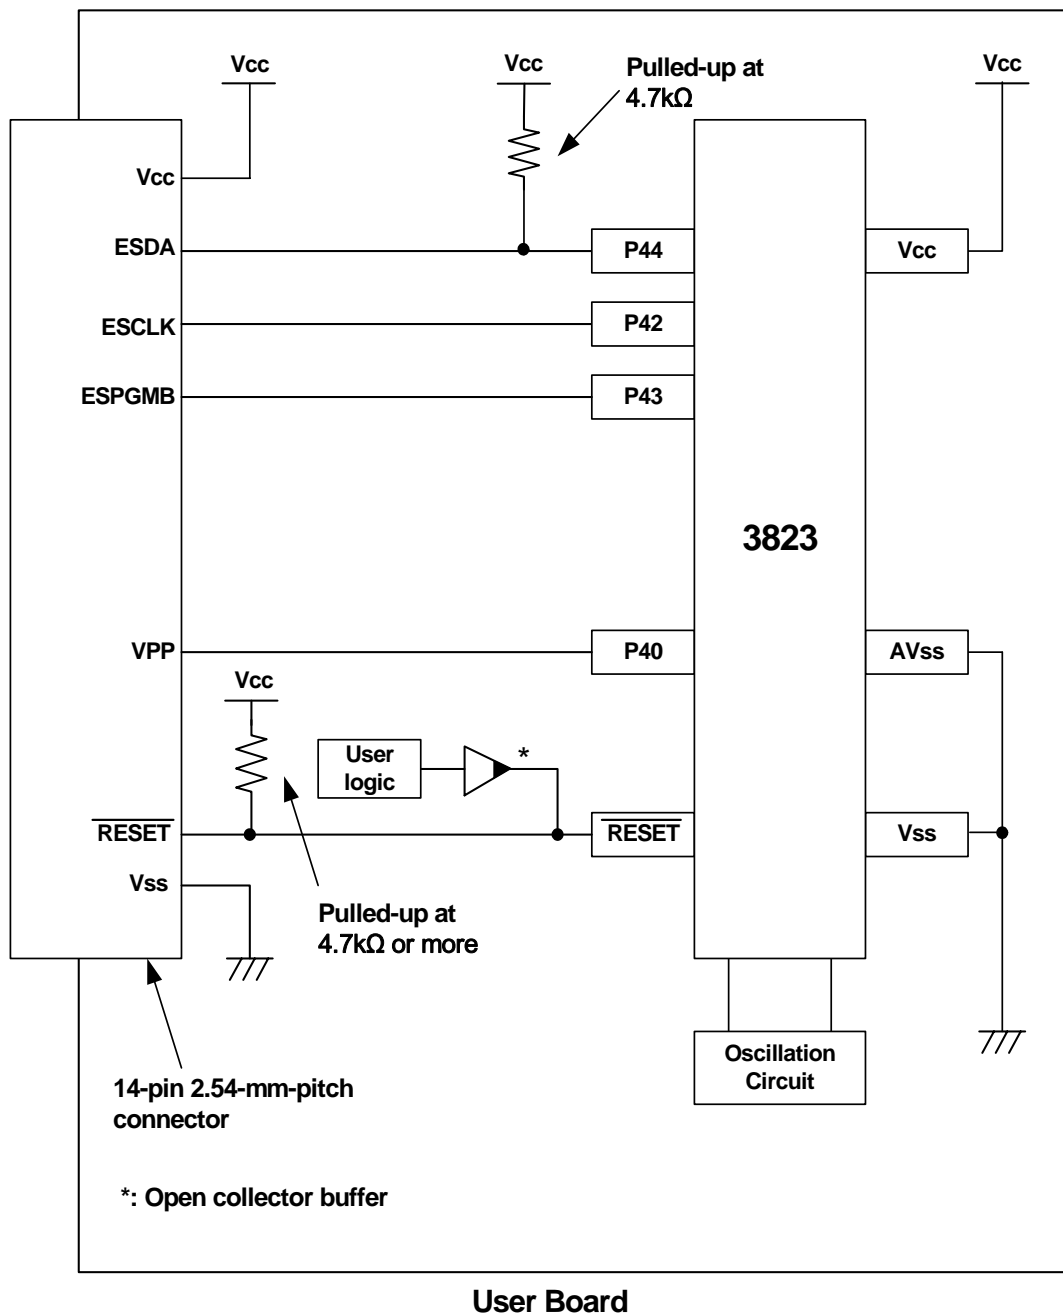 Vcc
Vcc
Pulled-up at
4.7kΩ
Vcc
Vcc
ESDA
P44
Vcc
ESCLK
P42
ESPGMB
P43
3823
VPP
P40
AVss
Vcc
User
logic
*
RESET
RESET
Vss
Vss
Pulled-up at
4.7kΩ or more
Oscillation
Circuit
14-pin 2.54-mm-pitch
connector
*: Open collector buffer
User Board